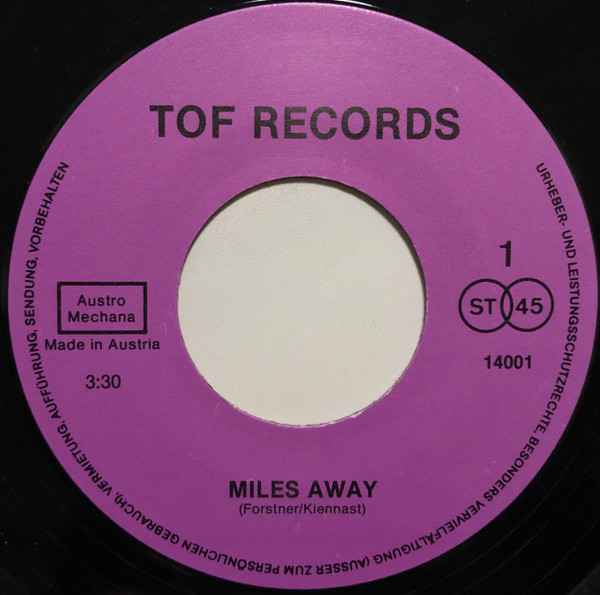 TOF RECORDS
1
ST 45
14001
Austro
Mechana
Made in Austria
3:30
MILES AWAY
(Forstner/Kiennast)
URHEBER- UND LEISTUNGSSCHUTZRECHTE, BESONDERS VERVIELFÄLTIGUNG (AUSSER ZUM PERSÖNLICHEN GEBRAUCH), VERMIETUNG, AUFFÜHRUNG, SENDUNG, VORBEHALTEN